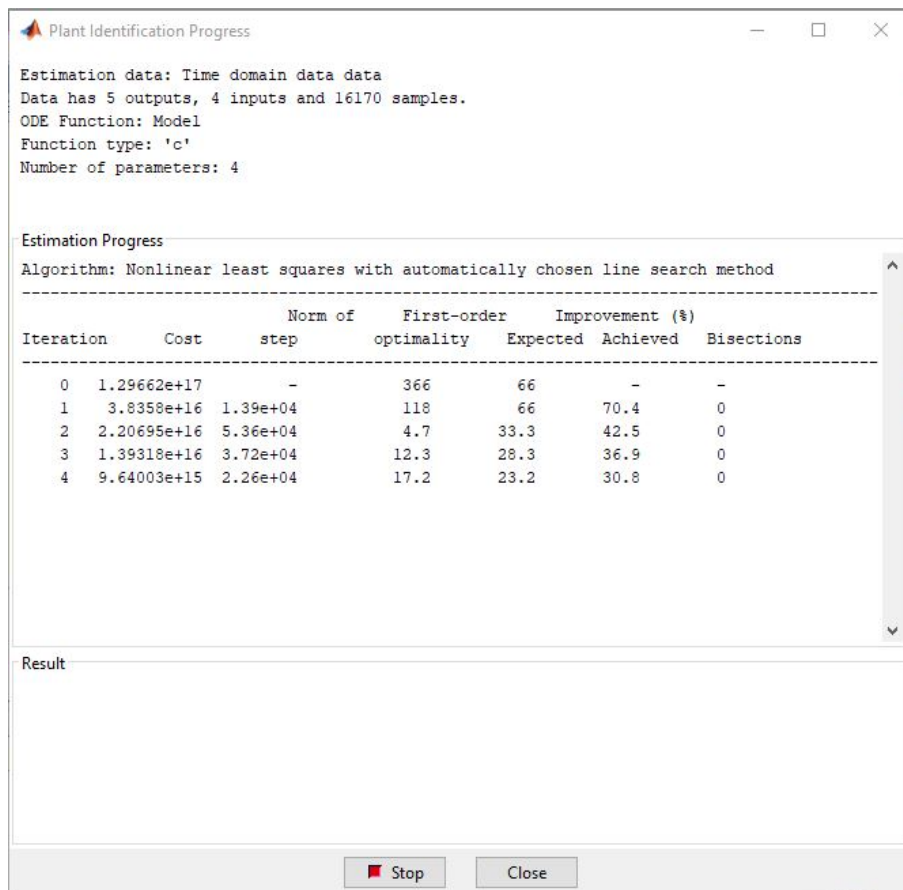 Plant Identification Progress
Estimation data: Time domain data data
Data has 5 outputs, 4 inputs and 16170 samples.
ODE Function: Model
Function type: 'c'
Number of parameters: 4
Estimation Progress
Algorithm: Nonlinear least squares with automatically chosen line search method
------------------------------------------------------------------------------------------
Norm of First-order Improvement (%)
Iteration Cost step optimality Expected Achieved Bisections
------------------------------------------------------------------------------------------
0 1.29662e+17 - 366 66 - -
1 3.8358e+16 1.39e+04 118 66 70.4 0
2 2.20695e+16 5.36e+04 4.7 33.3 42.5 0
3 1.39318e+16 3.72e+04 12.3 28.3 36.9 0
4 9.64003e+15 2.26e+04 17.2 23.2 30.8 0
Result
Stop Close